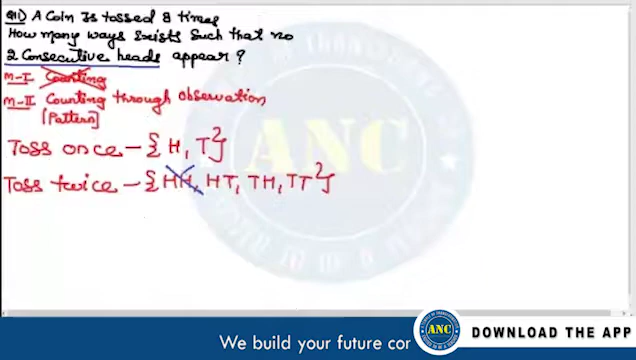 Q1) A Coin Is tossed 8 times
How many ways Exists Such that no
2 Consecutive heads appear?
M-I Counting
M-II Counting through observation
[Pattern]
Toss once - { H, T }
Toss twice - { HH, HT, TH, TT }
ANC
We build your future cor
ANC
DOWNLOAD THE APP